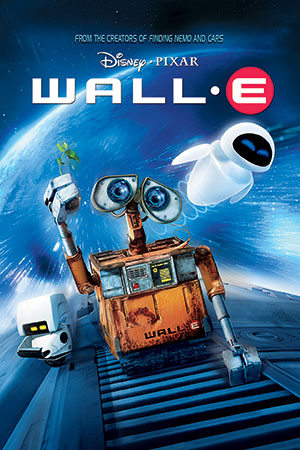 FROM THE CREATORS OF FINDING NEMO AND CARS
DISNEY · PIXAR
WALL·E
WALL·E